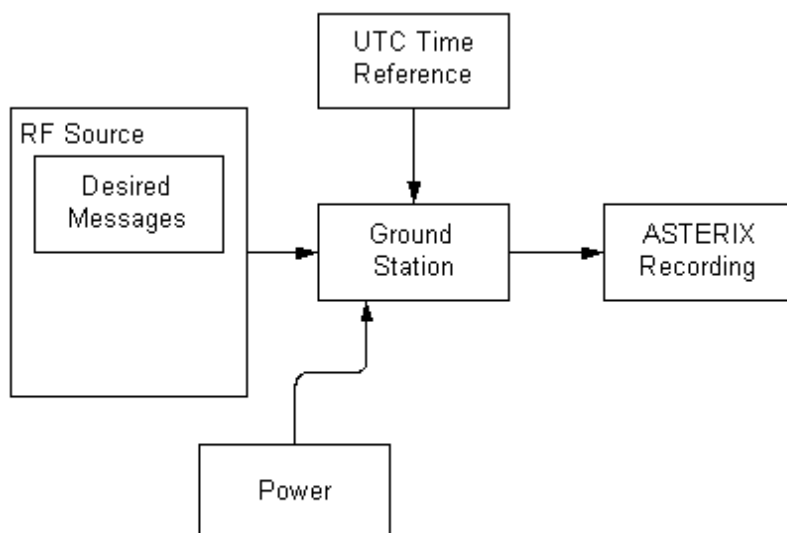 UTC Time
Reference
RF Source
Desired
Messages
Ground
Station
ASTERIX
Recording
Power